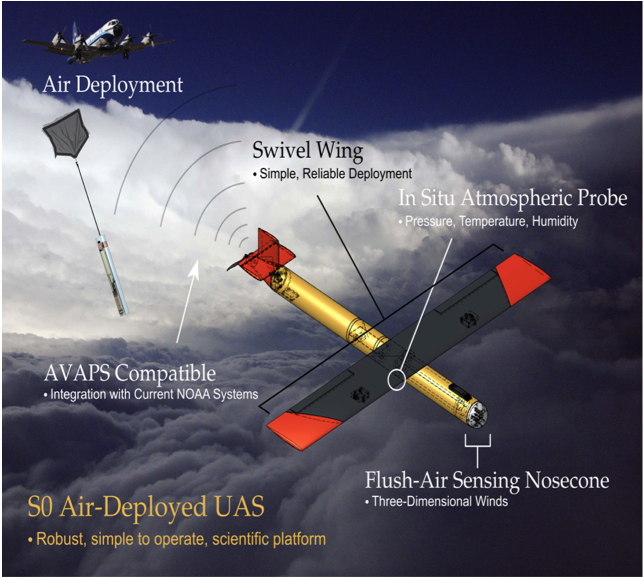 Air Deployment
Swivel Wing
• Simple, Reliable Deployment
In Situ Atmospheric Probe
• Pressure, Temperature, Humidity
AVAPS Compatible
• Integration with Current NOAA Systems
Flush-Air Sensing Nosecone
• Three-Dimensional Winds
S0 Air-Deployed UAS
• Robust, simple to operate, scientific platform